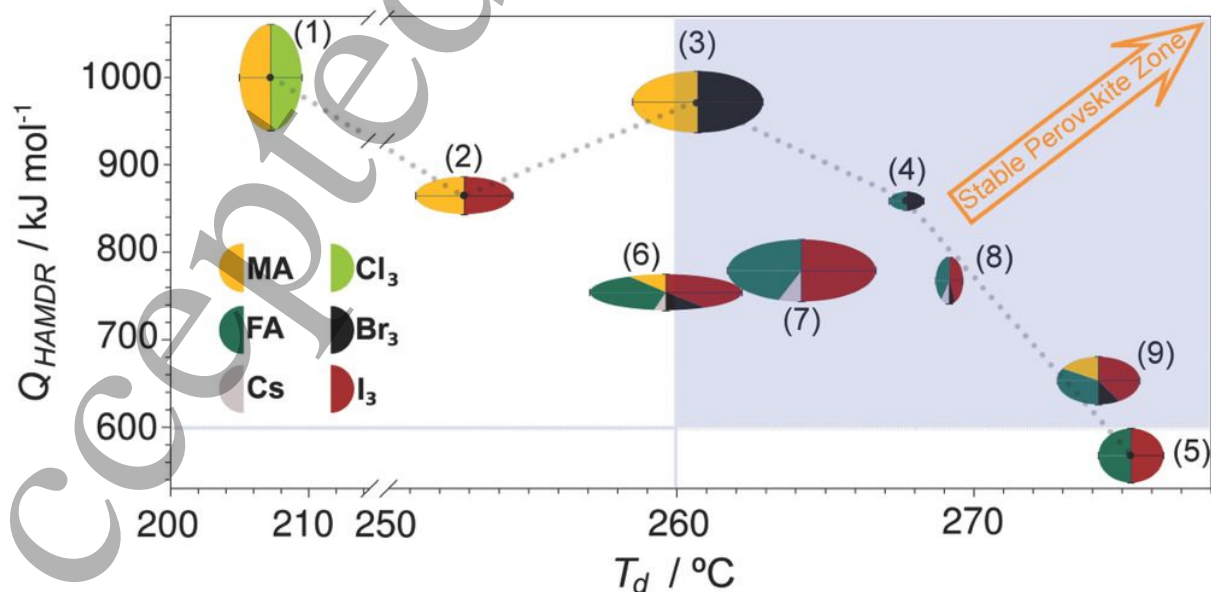 (1)
(2)
(3)
(4)
(6)
(7)
(8)
(9)
(5)
Stable Perovskite Zone
MA
Cl₃
FA
Br₃
Cs
I₃
Q_HAMDR / kJ mol⁻¹
1000
900
800
700
600
200
210
250
260
270
T_d / ºC
ccepte